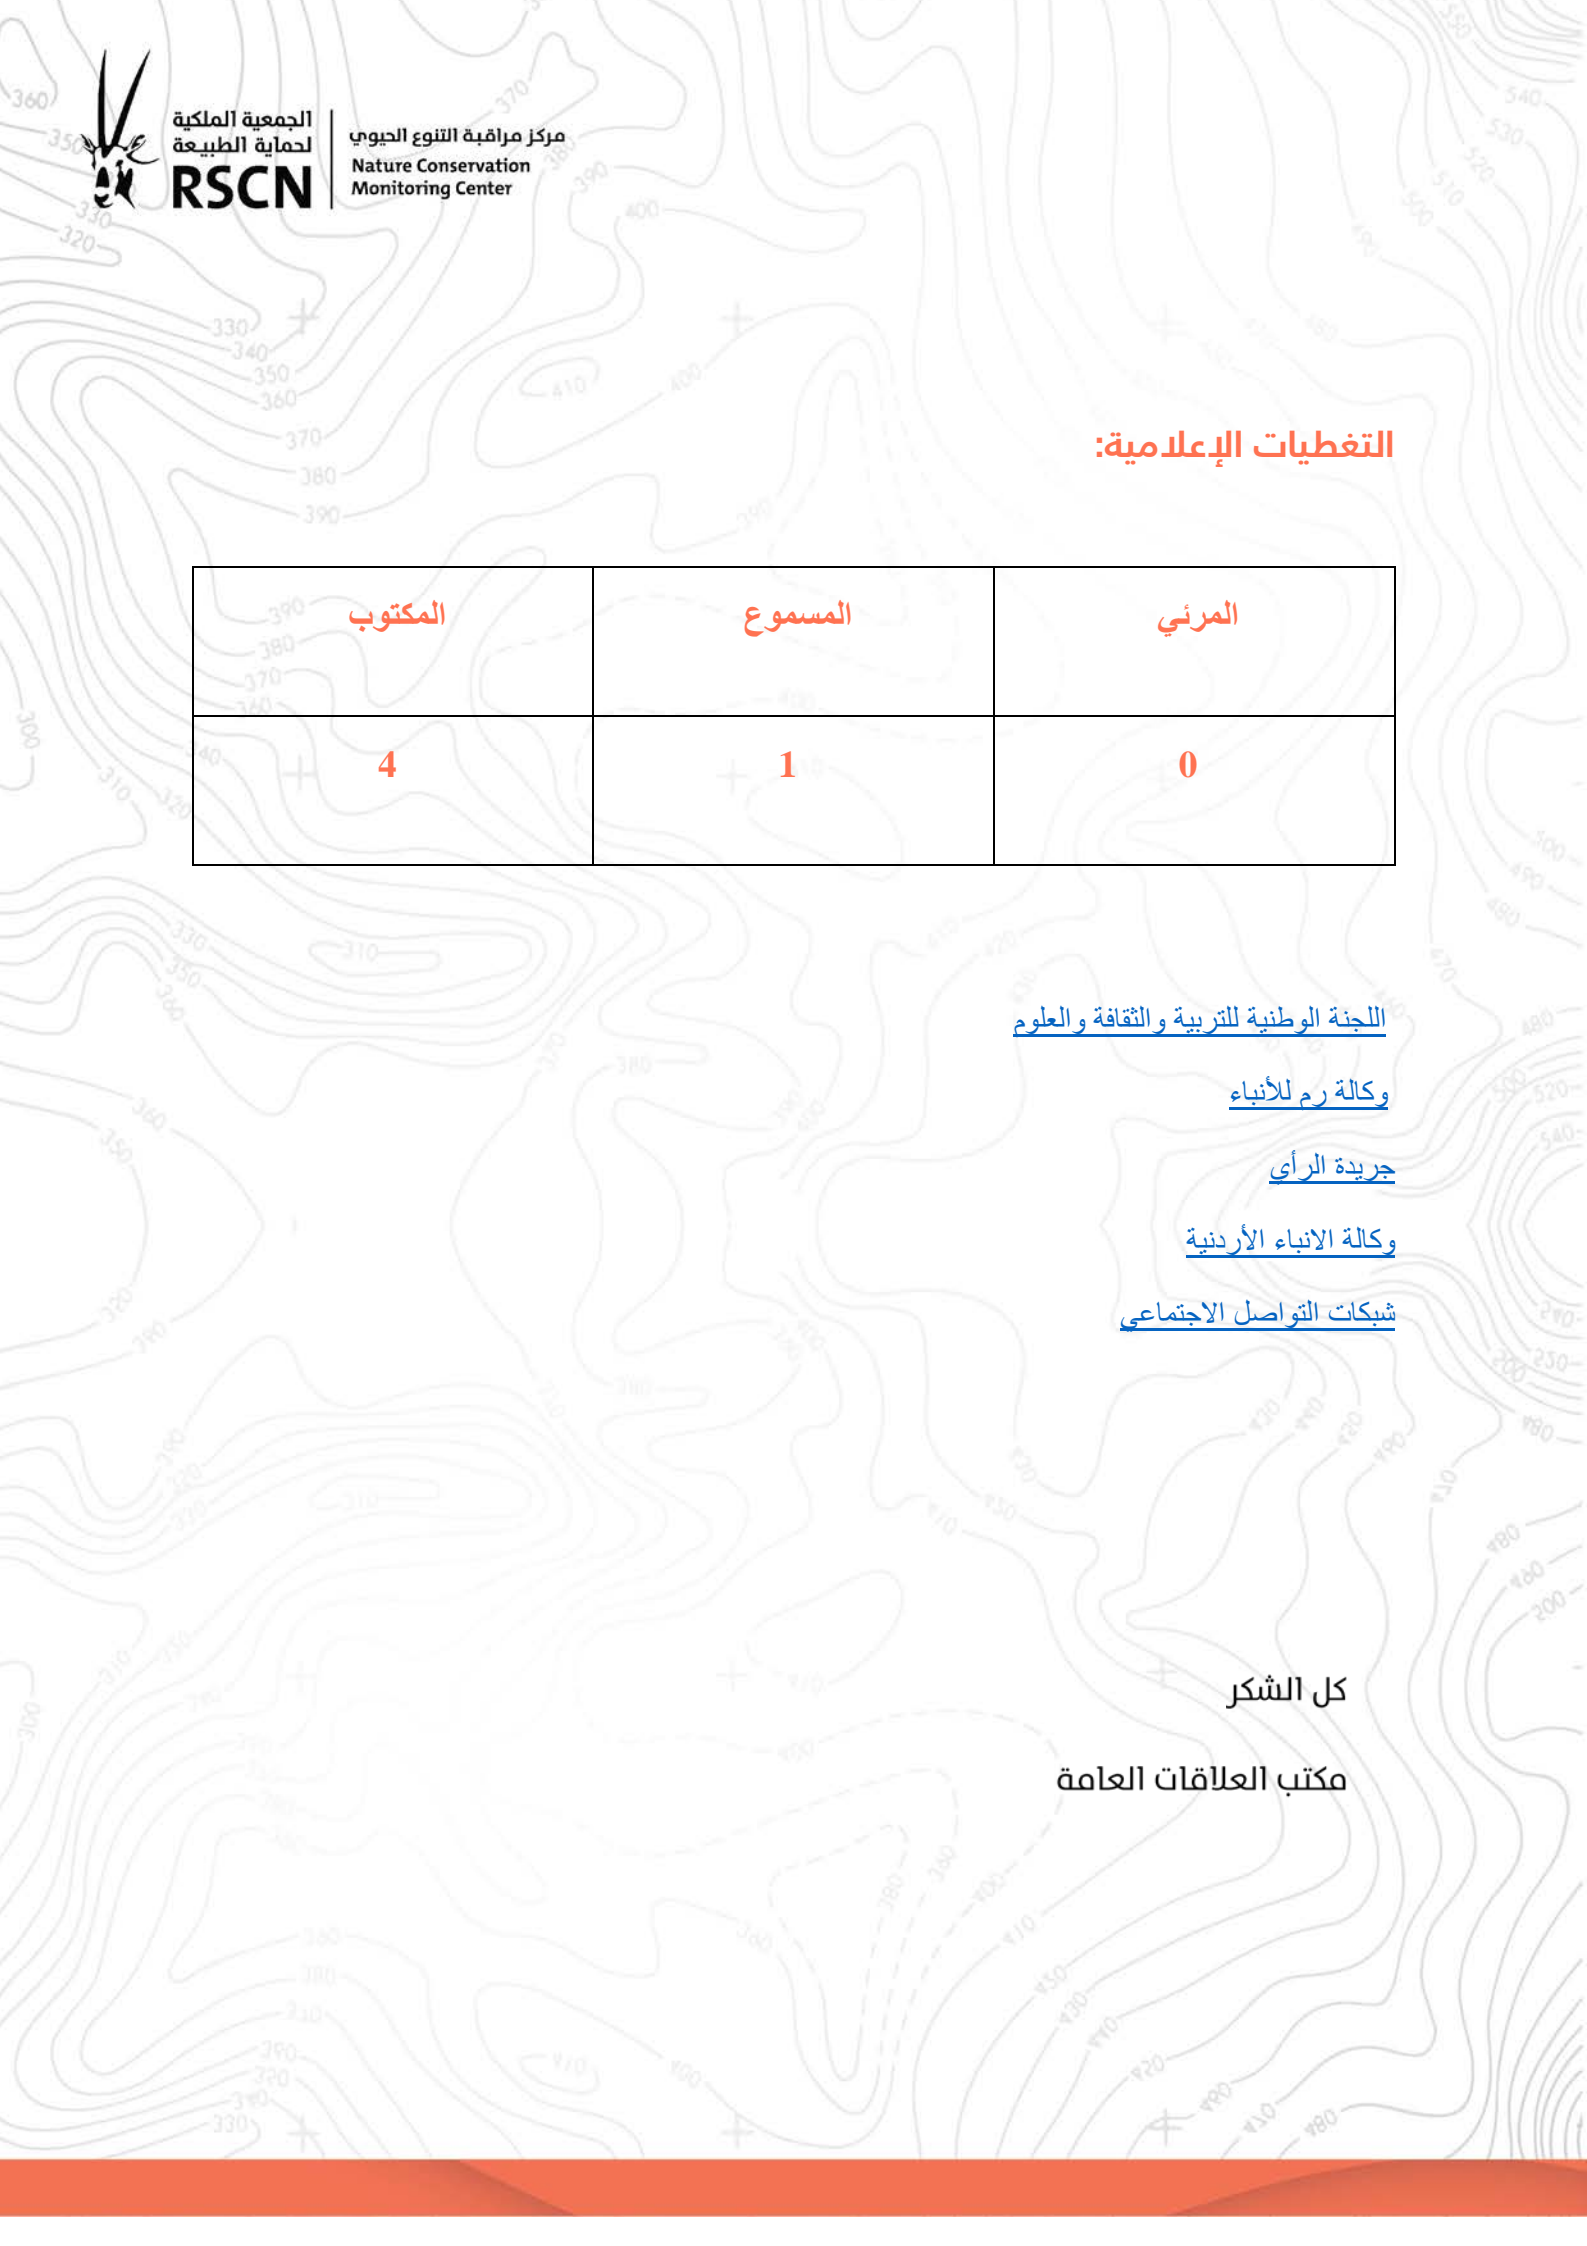 الجمعية الملكية
لحماية الطبيعة
RSCN
مركز مراقبة التنوع الحيوي
Nature Conservation
Monitoring Center
التغطيات الإعلامية:
المرئي المسموع المكتوب
0 1 4
اللجنة الوطنية للتربية والثقافة والعلوم
وكالة رم للأنباء
جريدة الرأي
وكالة الانباء الأردنية
شبكات التواصل الاجتماعي
كل الشكر
مكتب العلاقات العامة